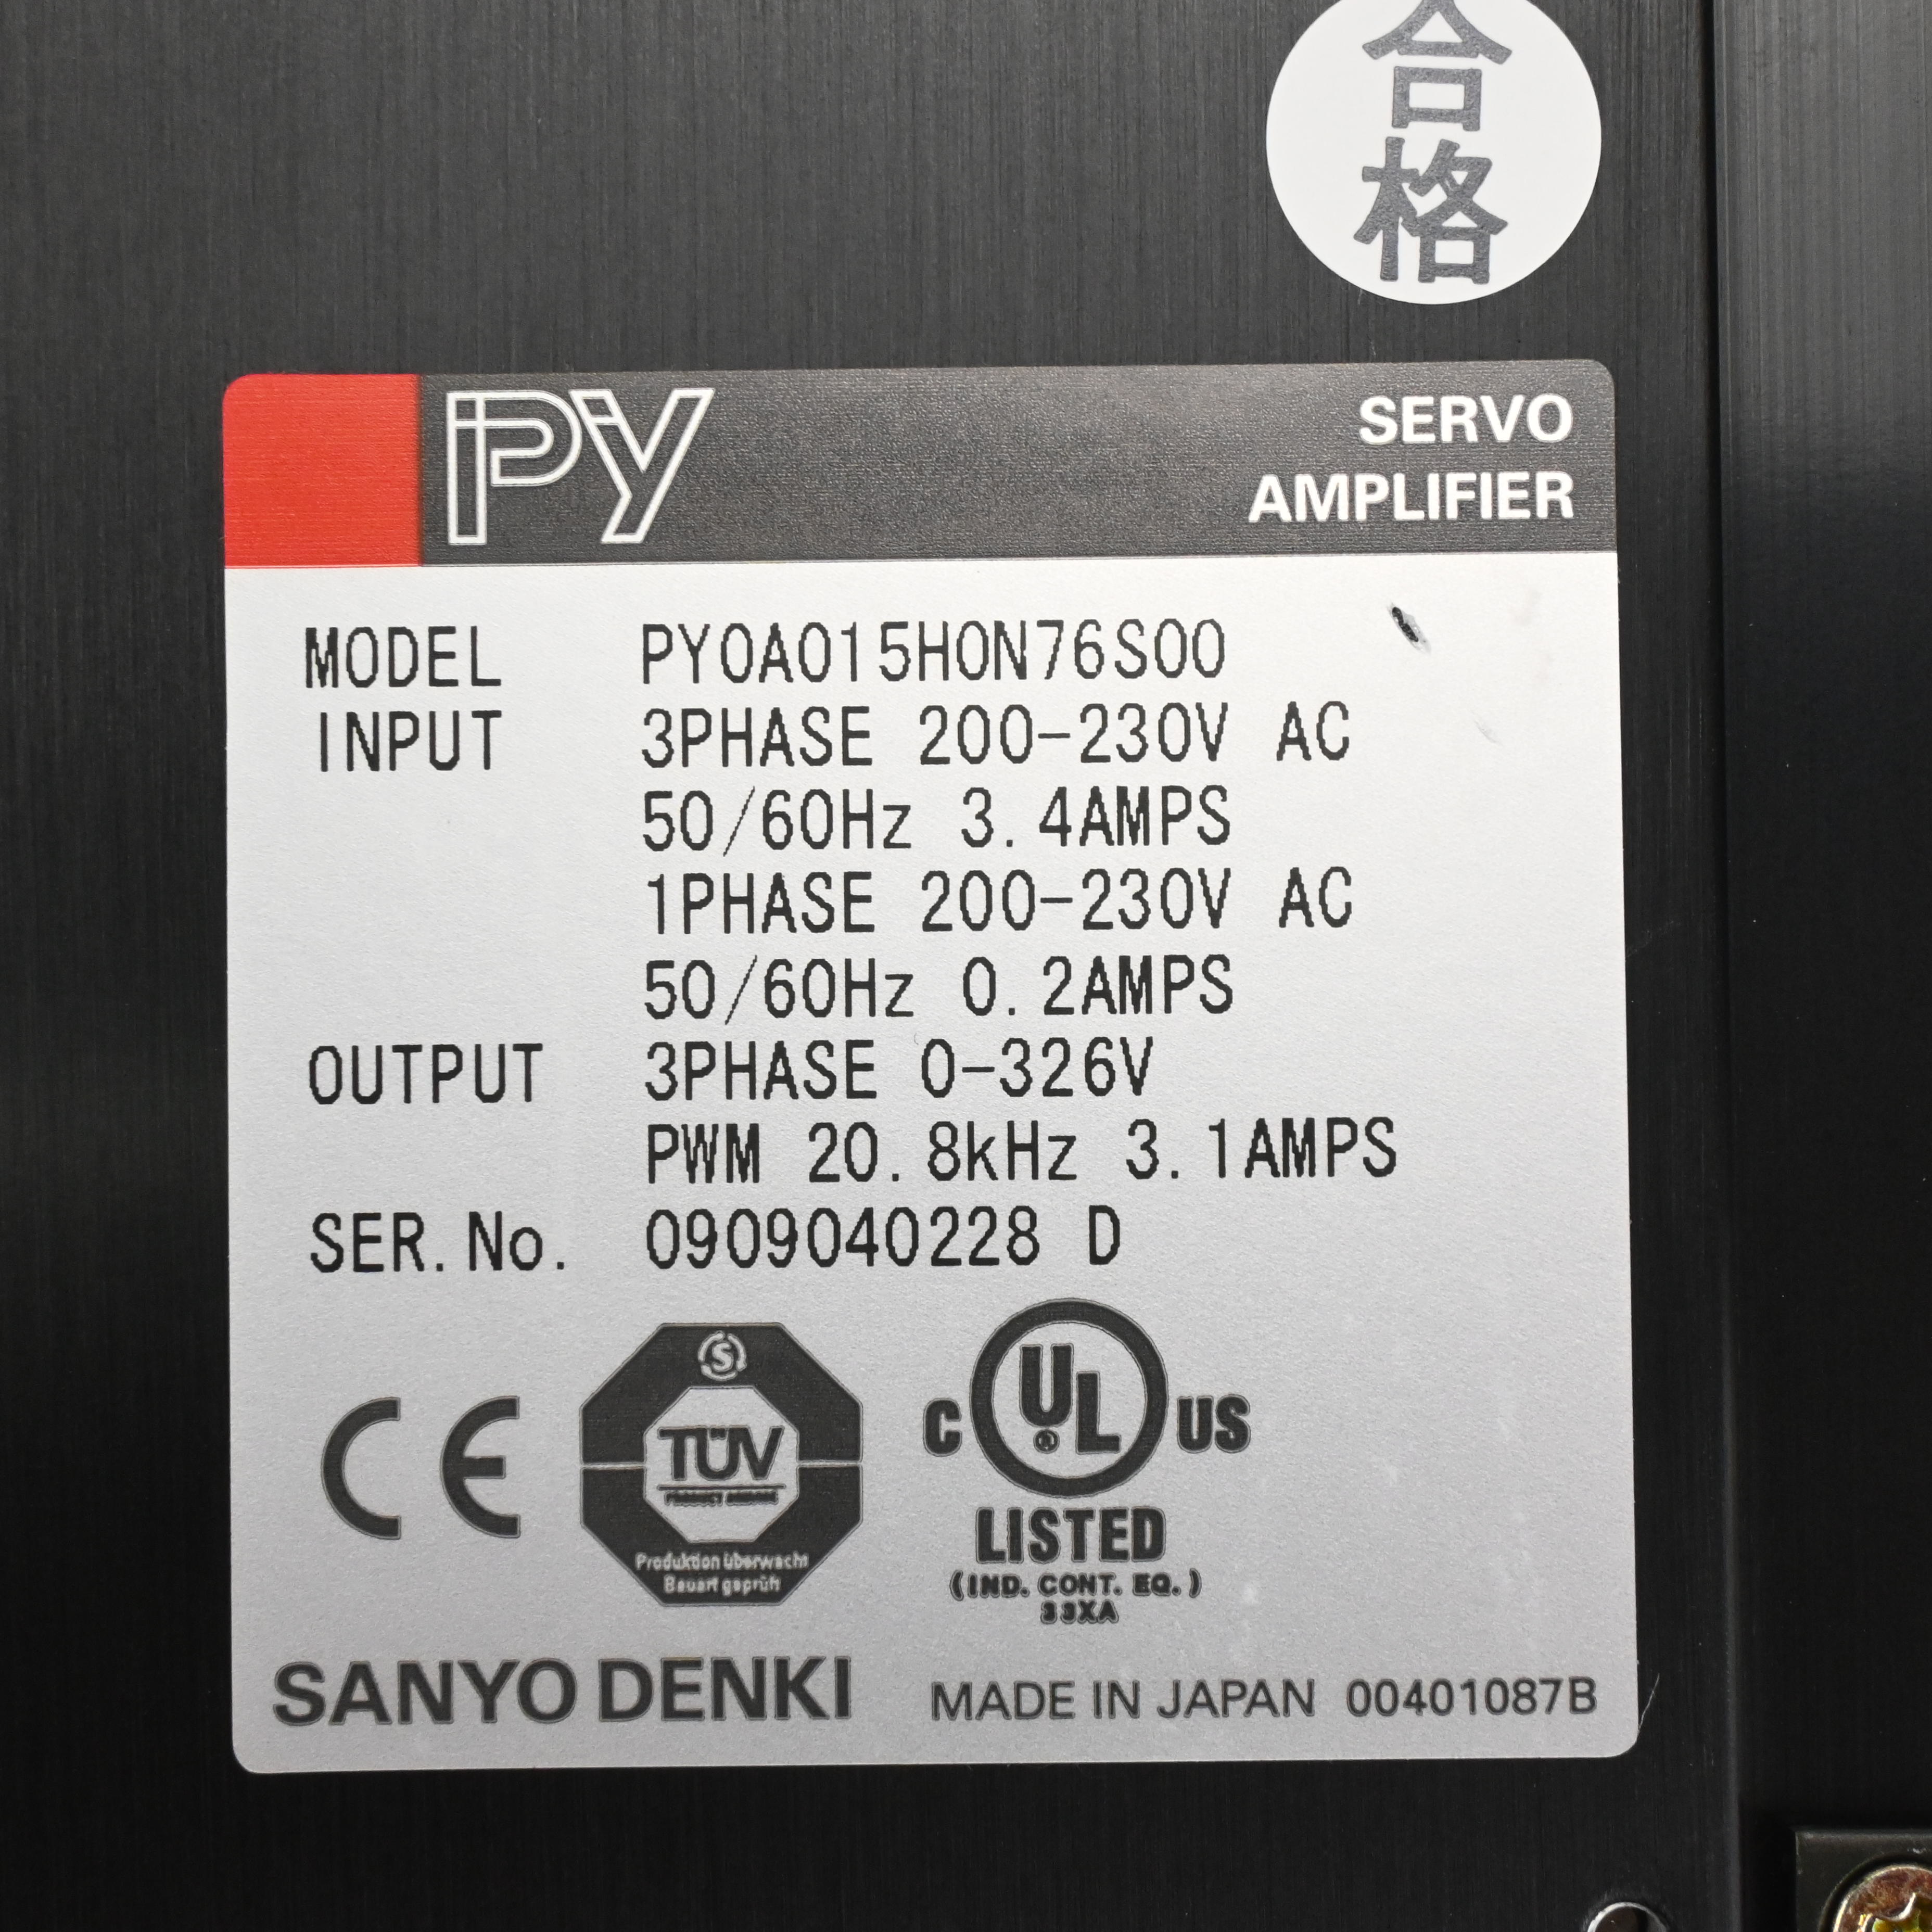 合
格
PY
SERVO
AMPLIFIER
MODEL PY0A015H0N76S00
INPUT 3PHASE 200-230V AC
50/60Hz 3.4AMPS
1PHASE 200-230V AC
50/60Hz 0.2AMPS
OUTPUT 3PHASE 0-326V
PWM 20.8kHz 3.1AMPS
SER.No. 0909040228 D
CE
S
TÜV
PRODUCT SERVICE
Produktion überwacht
Bauart geprüft
C UL® US
LISTED
(IND. CONT. EQ.)
33XA
SANYO DENKI MADE IN JAPAN 00401087B